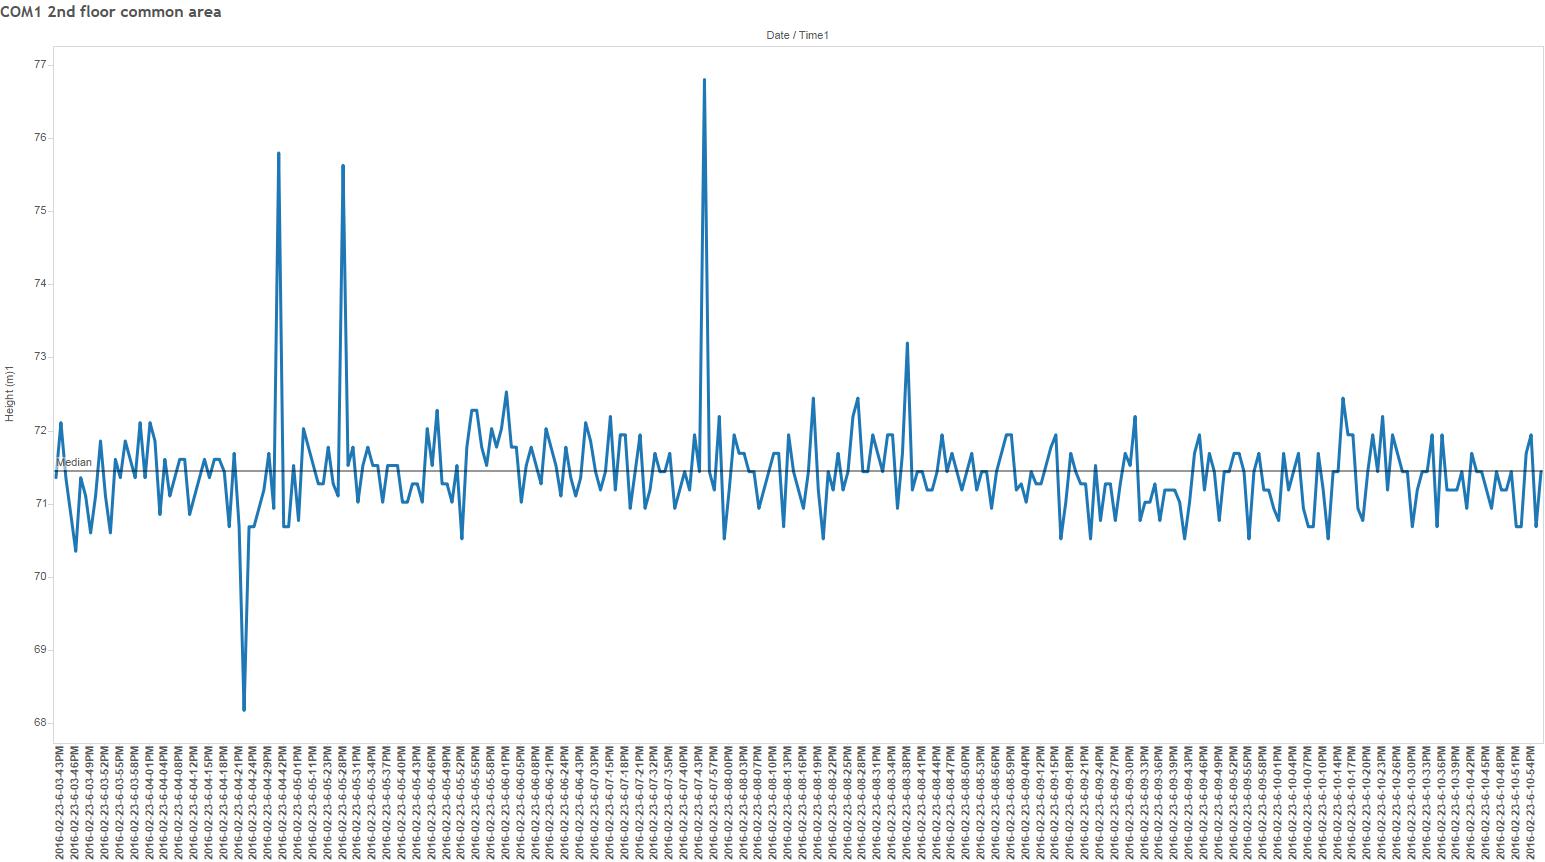 COM1 2nd floor common area
Date / Time1
77
76
75
74
73
72
71
70
69
68
Height (m)1
Median
2016.02.23-6-03-43PM
2016.02.23-6-03-46PM
2016.02.23-6-03-49PM
2016.02.23-6-03-52PM
2016.02.23-6-03-55PM
2016.02.23-6-03-58PM
2016.02.23-6-04-01PM
2016.02.23-6-04-04PM
2016.02.23-6-04-08PM
2016.02.23-6-04-12PM
2016.02.23-6-04-15PM
2016.02.23-6-04-18PM
2016.02.23-6-04-21PM
2016.02.23-6-04-24PM
2016.02.23-6-04-29PM
2016.02.23-6-04-42PM
2016.02.23-6-05-01PM
2016.02.23-6-05-11PM
2016.02.23-6-05-23PM
2016.02.23-6-05-28PM
2016.02.23-6-05-31PM
2016.02.23-6-05-34PM
2016.02.23-6-05-37PM
2016.02.23-6-05-40PM
2016.02.23-6-05-43PM
2016.02.23-6-05-46PM
2016.02.23-6-05-49PM
2016.02.23-6-05-52PM
2016.02.23-6-05-55PM
2016.02.23-6-05-58PM
2016.02.23-6-06-01PM
2016.02.23-6-06-05PM
2016.02.23-6-06-08PM
2016.02.23-6-06-21PM
2016.02.23-6-06-24PM
2016.02.23-6-06-43PM
2016.02.23-6-07-03PM
2016.02.23-6-07-15PM
2016.02.23-6-07-18PM
2016.02.23-6-07-21PM
2016.02.23-6-07-32PM
2016.02.23-6-07-35PM
2016.02.23-6-07-40PM
2016.02.23-6-07-43PM
2016.02.23-6-07-57PM
2016.02.23-6-08-00PM
2016.02.23-6-08-03PM
2016.02.23-6-08-07PM
2016.02.23-6-08-10PM
2016.02.23-6-08-13PM
2016.02.23-6-08-16PM
2016.02.23-6-08-19PM
2016.02.23-6-08-22PM
2016.02.23-6-08-25PM
2016.02.23-6-08-28PM
2016.02.23-6-08-31PM
2016.02.23-6-08-34PM
2016.02.23-6-08-38PM
2016.02.23-6-08-41PM
2016.02.23-6-08-44PM
2016.02.23-6-08-47PM
2016.02.23-6-08-50PM
2016.02.23-6-08-53PM
2016.02.23-6-08-56PM
2016.02.23-6-08-59PM
2016.02.23-6-09-04PM
2016.02.23-6-09-12PM
2016.02.23-6-09-15PM
2016.02.23-6-09-18PM
2016.02.23-6-09-21PM
2016.02.23-6-09-24PM
2016.02.23-6-09-27PM
2016.02.23-6-09-30PM
2016.02.23-6-09-33PM
2016.02.23-6-09-36PM
2016.02.23-6-09-39PM
2016.02.23-6-09-43PM
2016.02.23-6-09-46PM
2016.02.23-6-09-49PM
2016.02.23-6-09-52PM
2016.02.23-6-09-55PM
2016.02.23-6-09-58PM
2016.02.23-6-10-01PM
2016.02.23-6-10-04PM
2016.02.23-6-10-07PM
2016.02.23-6-10-10PM
2016.02.23-6-10-14PM
2016.02.23-6-10-17PM
2016.02.23-6-10-20PM
2016.02.23-6-10-23PM
2016.02.23-6-10-26PM
2016.02.23-6-10-30PM
2016.02.23-6-10-33PM
2016.02.23-6-10-36PM
2016.02.23-6-10-39PM
2016.02.23-6-10-42PM
2016.02.23-6-10-45PM
2016.02.23-6-10-48PM
2016.02.23-6-10-51PM
2016.02.23-6-10-54PM